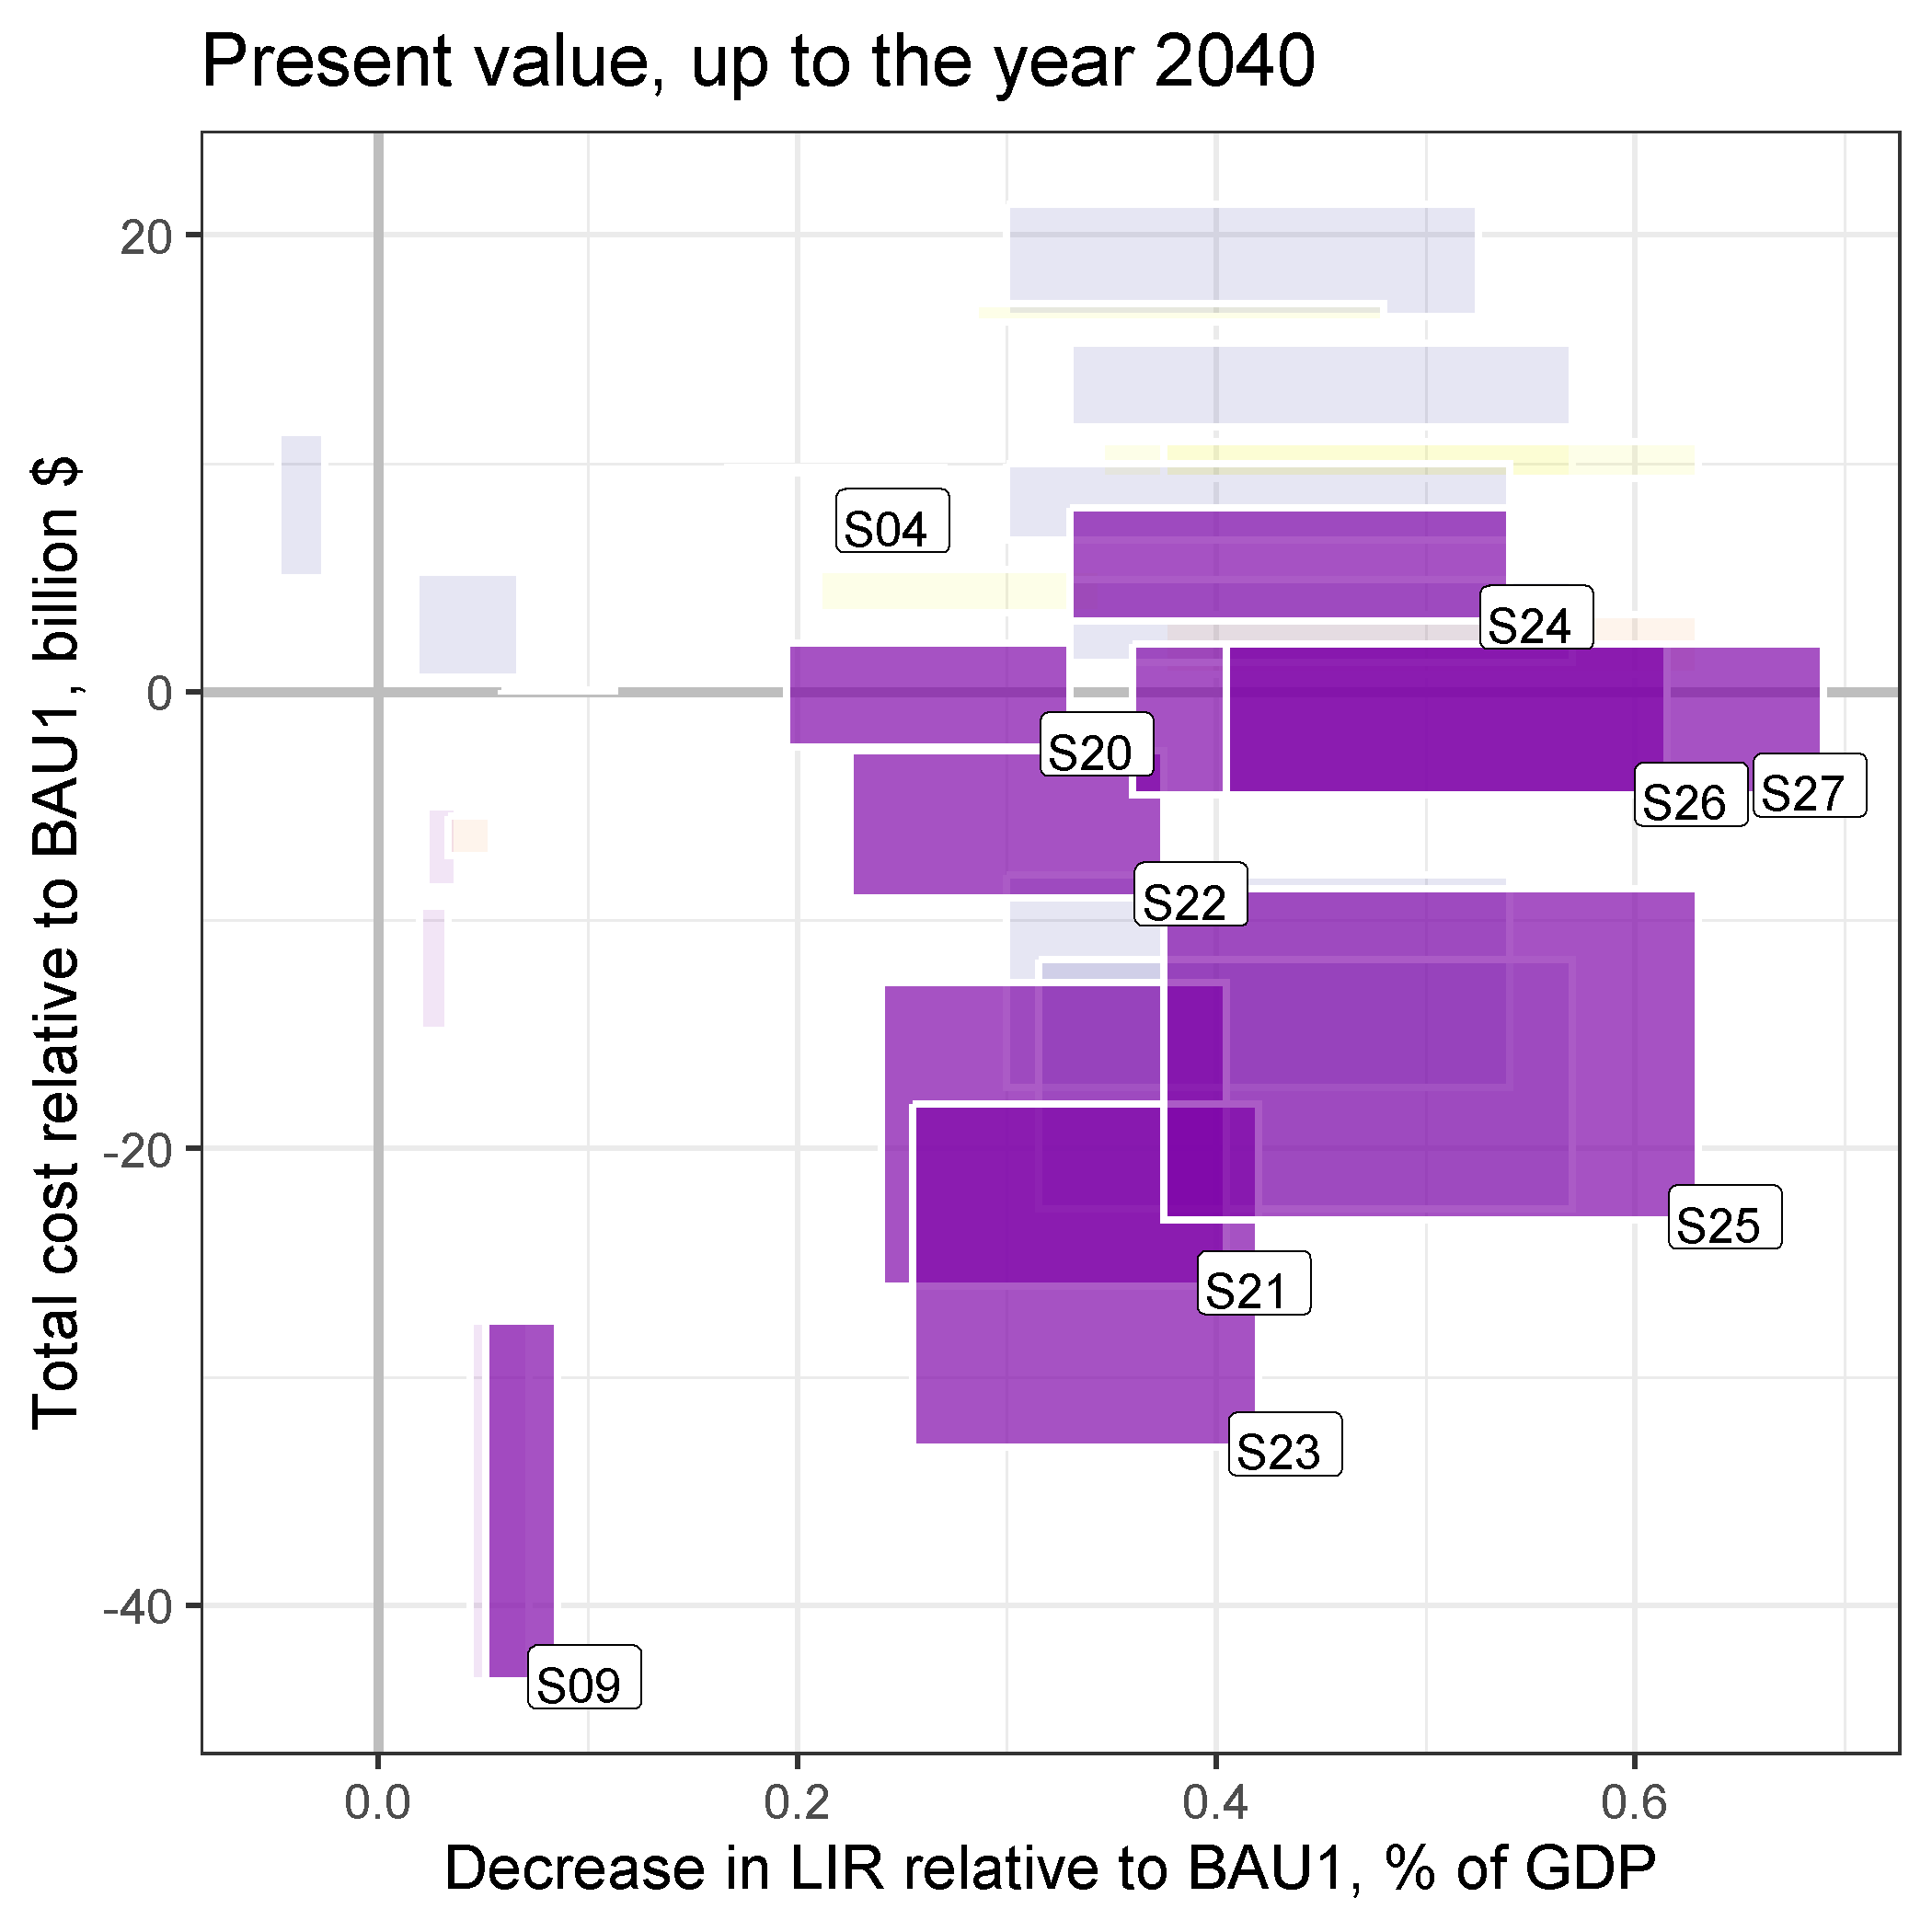 Present value, up to the year 2040
Total cost relative to BAU1, billion $
20
0
-20
-40
S04
S24
S20
S26
S27
S22
S25
S21
S23
S09
0.0
0.2
0.4
0.6
Decrease in LIR relative to BAU1, % of GDP